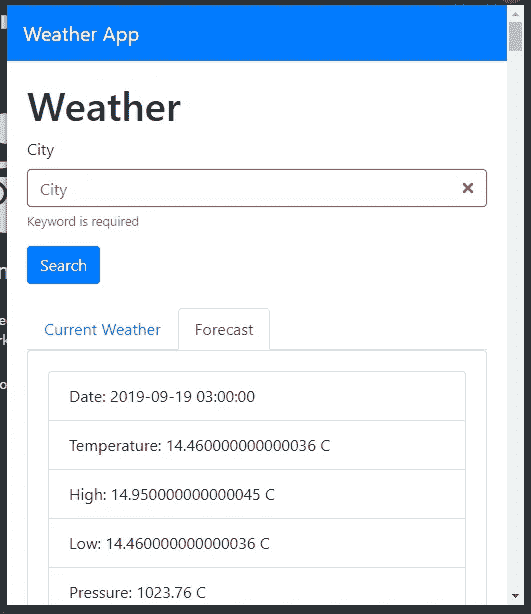 Weather App
Weather
City
City
Keyword is required
Search
Current Weather
Forecast
Date: 2019-09-19 03:00:00
Temperature: 14.460000000000036 C
High: 14.950000000000045 C
Low: 14.460000000000036 C
Pressure: 1023.76 C